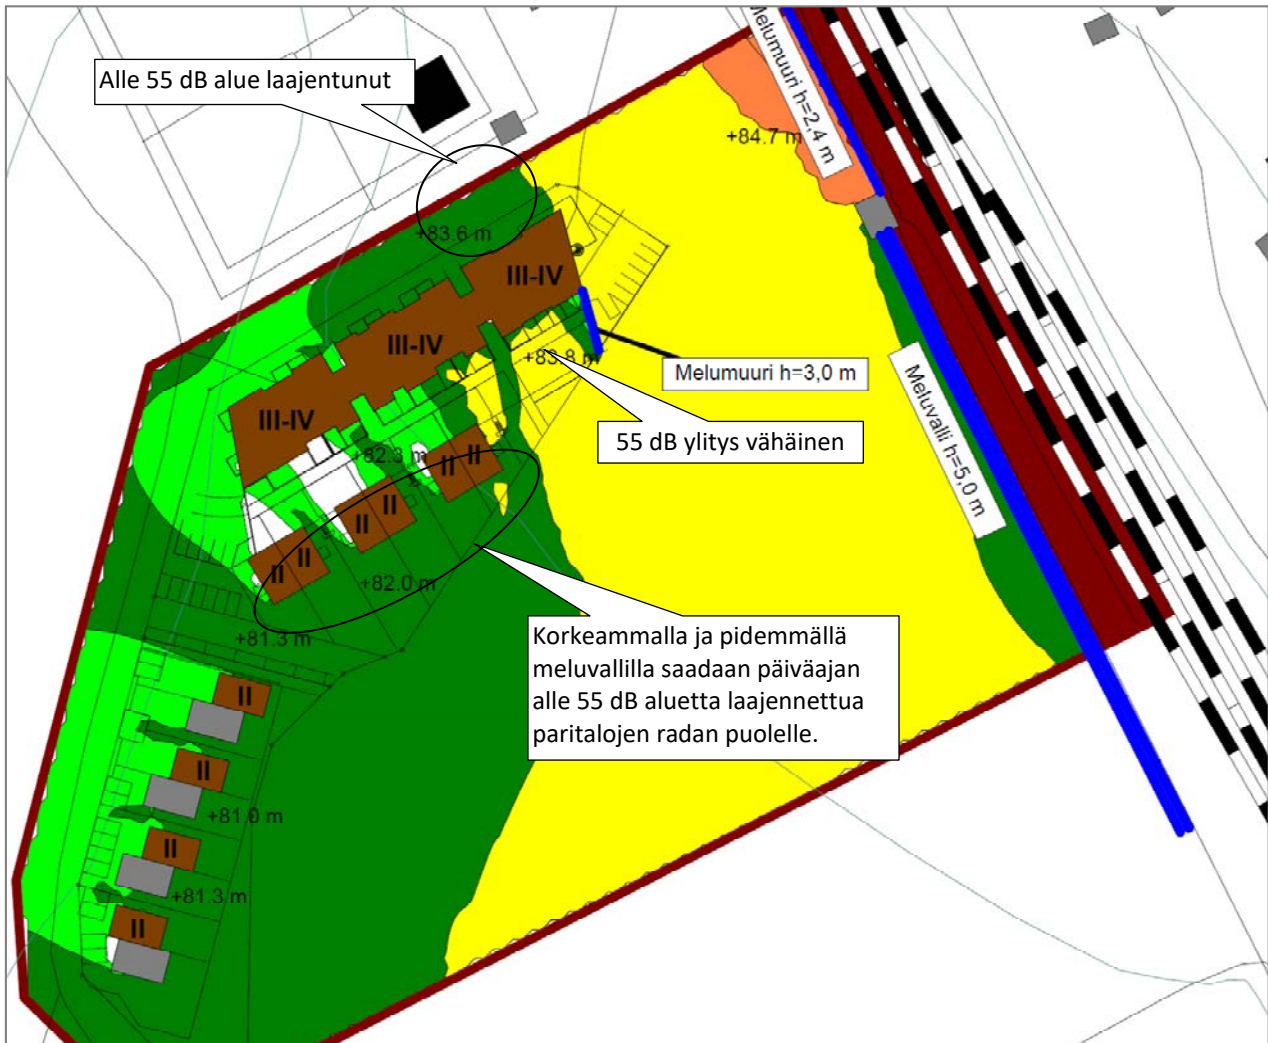 Melumuuri h=2,4 m
Alle 55 dB alue laajentunut
+84.7 m
+83.6 m
III-IV
III-IV
+83.8 m
Melumuuri h=3,0 m
Meluvalli h=5,0 m
III-IV
55 dB ylitys vähäinen
+82.3 m
II
II
II
II
II
II
+82.0 m
+81.3 m
Korkeammalla ja pidemmällä
meluvallilla saadaan päiväajan
alle 55 dB aluetta laajennettua
paritalojen radan puolelle.
II
II
+81.0 m
II
+81.3 m
II